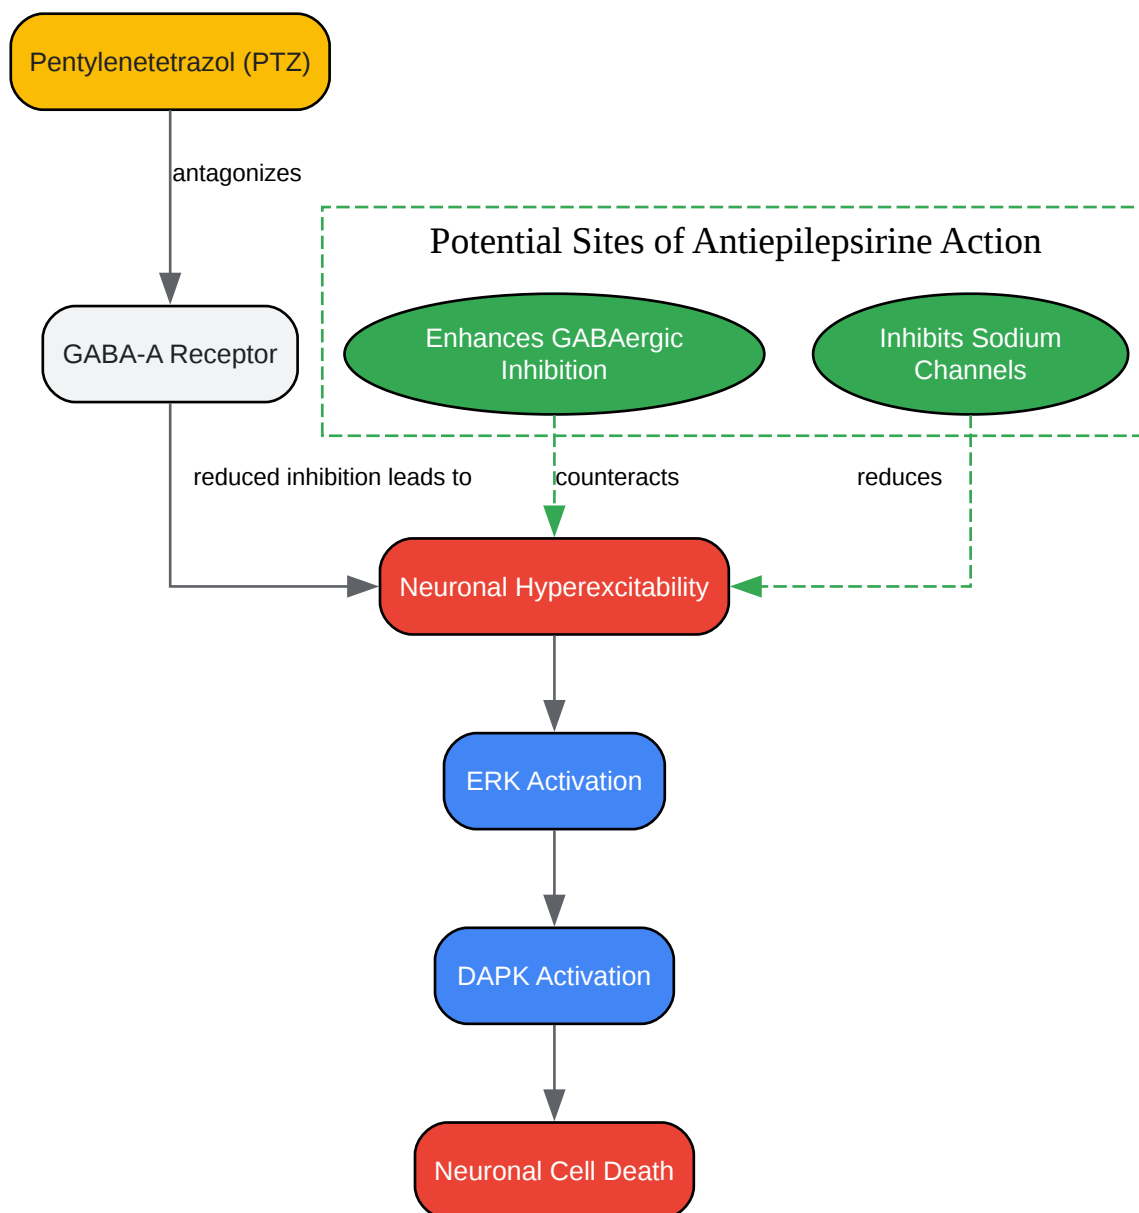 Pentylenetetrazol (PTZ)
antagonizes
Potential Sites of Antiepilepsirine Action
GABA-A Receptor
Enhances GABAergic
Inhibition
Inhibits Sodium
Channels
reduced inhibition leads to
counteracts
reduces
Neuronal Hyperexcitability
ERK Activation
DAPK Activation
Neuronal Cell Death